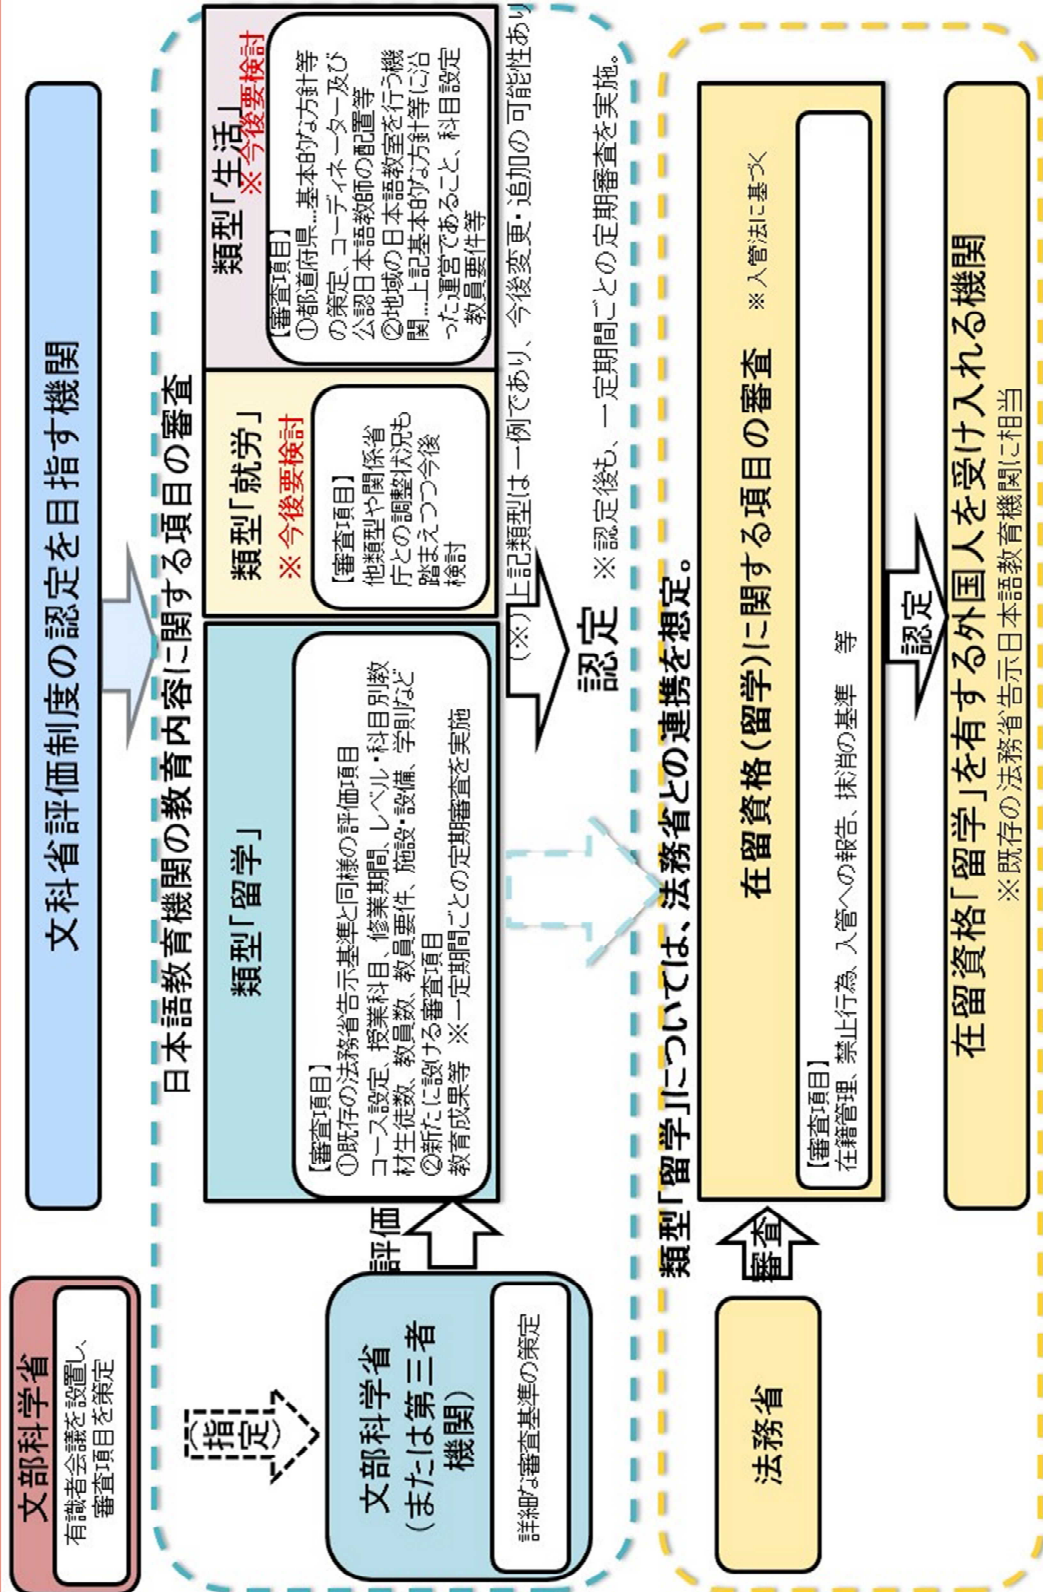 文部科学省
有識者会議を設置し、
審査項目を策定
文科省評価制度の認定を目指す機関
(指定)
日本語教育機関の教育内容に関する項目の審査
文部科学省
(または第三者
機関)
詳細な審査基準の策定
評価
類型「留学」
【審査項目】
①既存の法務省告示基準と同様の評価項目
コース設定、授業科目、修業期間、レベル・科目別教
材生徒数、教員数、教員要件、施設・設備、学則など
②新たに設ける審査項目
教育成果等 ※一定期間ごとの定期審査を実施
類型「就労」
※今後要検討
【審査項目】
他類型や関係省
庁との調整状況も
踏まえつつ今後
検討
類型「生活」
※今後要検討
【審査項目】
①都道府県…基本的な方針等
の策定、コーディネーター及び
公認日本語教師の配置等
②地域の日本語教室を行う機
関…上記基本的な方針等に沿
った運営であること、科目設定
、教員要件等
(※)上記類型は一例であり、今後変更・追加の可能性あり
認定
※認定後も、一定期間ごとの定期審査を実施。
類型「留学」については、法務省との連携を想定。
法務省
審査
在留資格(留学)に関する項目の審査
※入管法に基づく
【審査項目】
在籍管理、禁止行為、入管への報告、抹消の基準 等
認定
在留資格「留学」を有する外国人を受け入れる機関
※既存の法務省告示日本語教育機関に相当